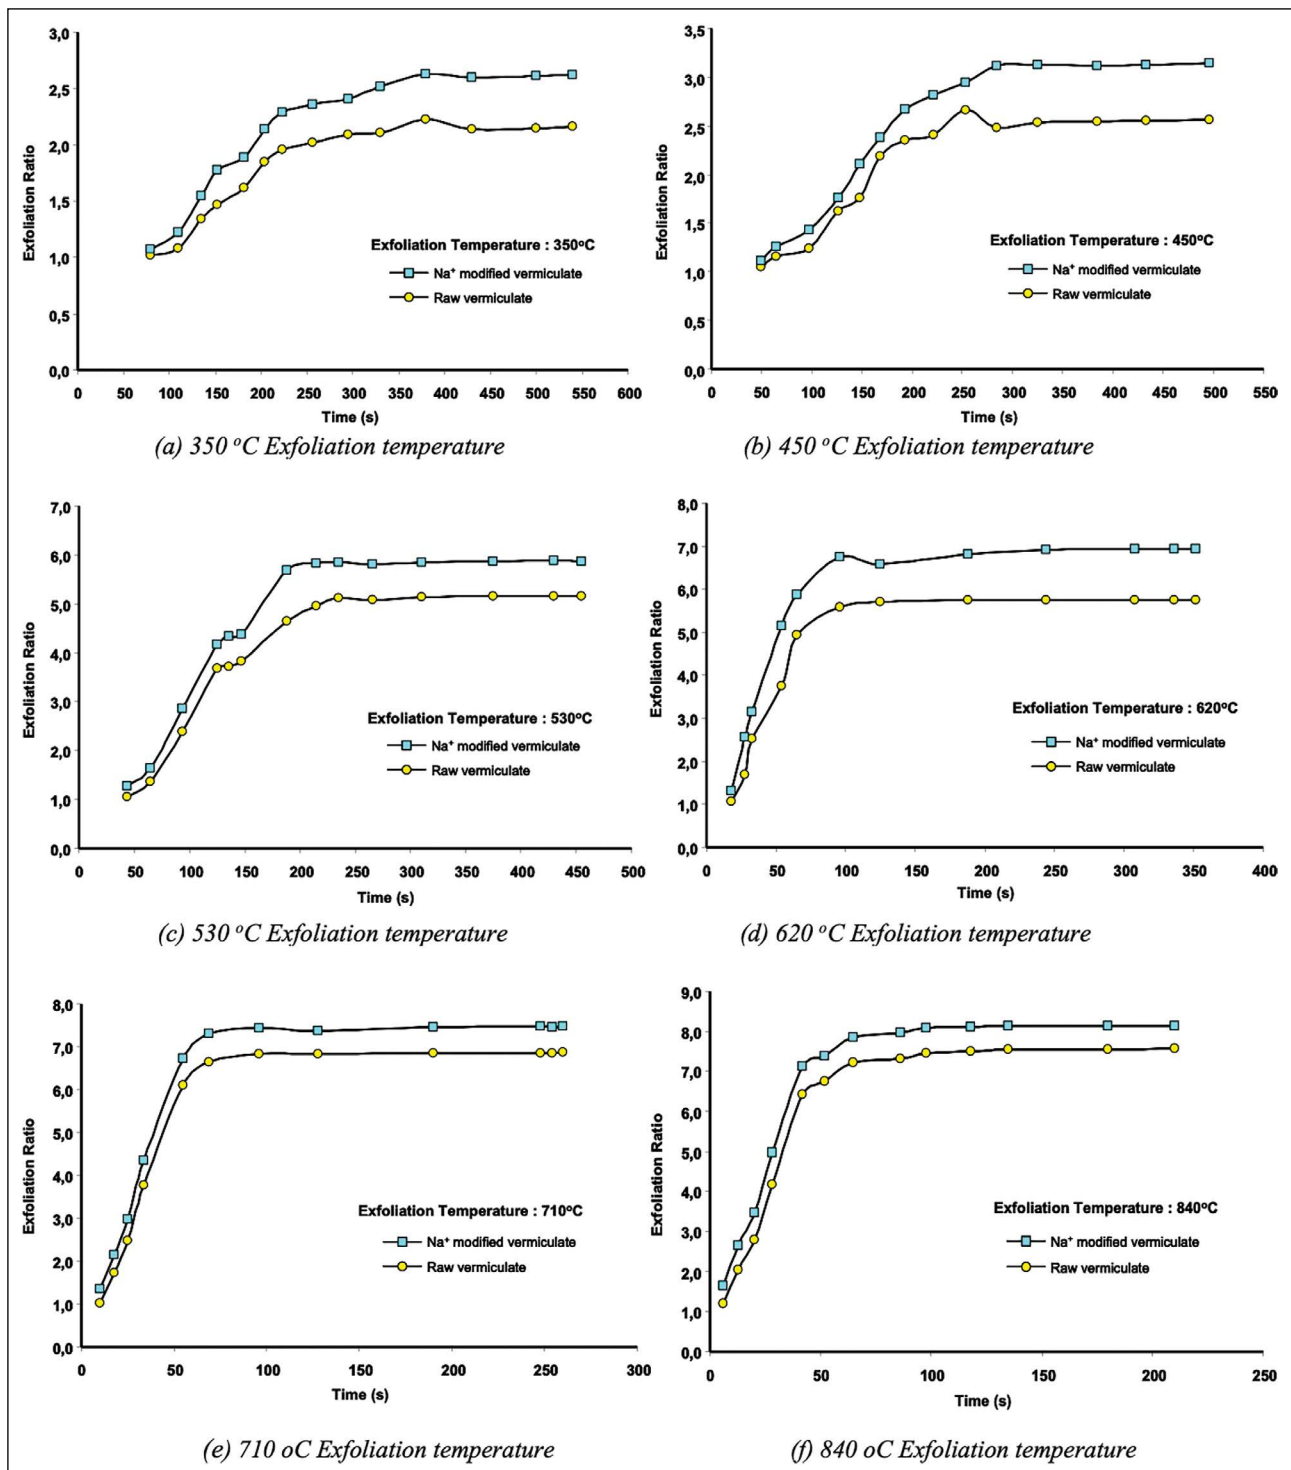 3,0
2,5
2,0
1,5
1,0
0,5
0,0
Exfoliation Ratio
Exfoliation Temperature : 350ºC
Na⁺ modified vermiculate
Raw vermiculate
0 50 100 150 200 250 300 350 400 450 500 550 600
Time (s)
(a) 350 ºC Exfoliation temperature
3,5
3,0
2,5
2,0
1,5
1,0
0,5
0,0
Exfoliation Ratio
Exfoliation Temperature : 450ºC
Na⁺ modified vermiculate
Raw vermiculate
0 50 100 150 200 250 300 350 400 450 500 550
Time (s)
(b) 450 ºC Exfoliation temperature
7,0
6,0
5,0
4,0
3,0
2,0
1,0
0,0
Exfoliation Ratio
Exfoliation Temperature : 530ºC
Na⁺ modified vermiculate
Raw vermiculate
0 50 100 150 200 250 300 350 400 450 500
Time (s)
(c) 530 ºC Exfoliation temperature
8,0
7,0
6,0
5,0
4,0
3,0
2,0
1,0
0,0
Exfoliation Ratio
Exfoliation Temperature : 620ºC
Na⁺ modified vermiculate
Raw vermiculate
0 50 100 150 200 250 300 350 400
Time (s)
(d) 620 ºC Exfoliation temperature
8,0
7,0
6,0
5,0
4,0
3,0
2,0
1,0
0,0
Exfoliation Ratio
Exfoliation Temperature : 710ºC
Na⁺ modified vermiculate
Raw vermiculate
0 50 100 150 200 250 300
Time (s)
(e) 710 oC Exfoliation temperature
9,0
8,0
7,0
6,0
5,0
4,0
3,0
2,0
1,0
0,0
Exfoliation Ratio
Exfoliation Temperature : 840ºC
Na⁺ modified vermiculate
Raw vermiculate
0 50 100 150 200 250
Time (s)
(f) 840 oC Exfoliation temperature